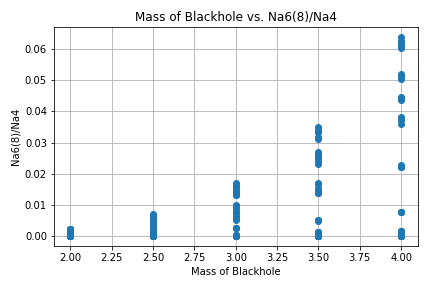 Mass of Blackhole vs. Na6(8)/Na4
0.06
0.05
0.04
0.03
0.02
0.01
0.00
Na6(8)/Na4
2.00 2.25 2.50 2.75 3.00 3.25 3.50 3.75 4.00
Mass of Blackhole